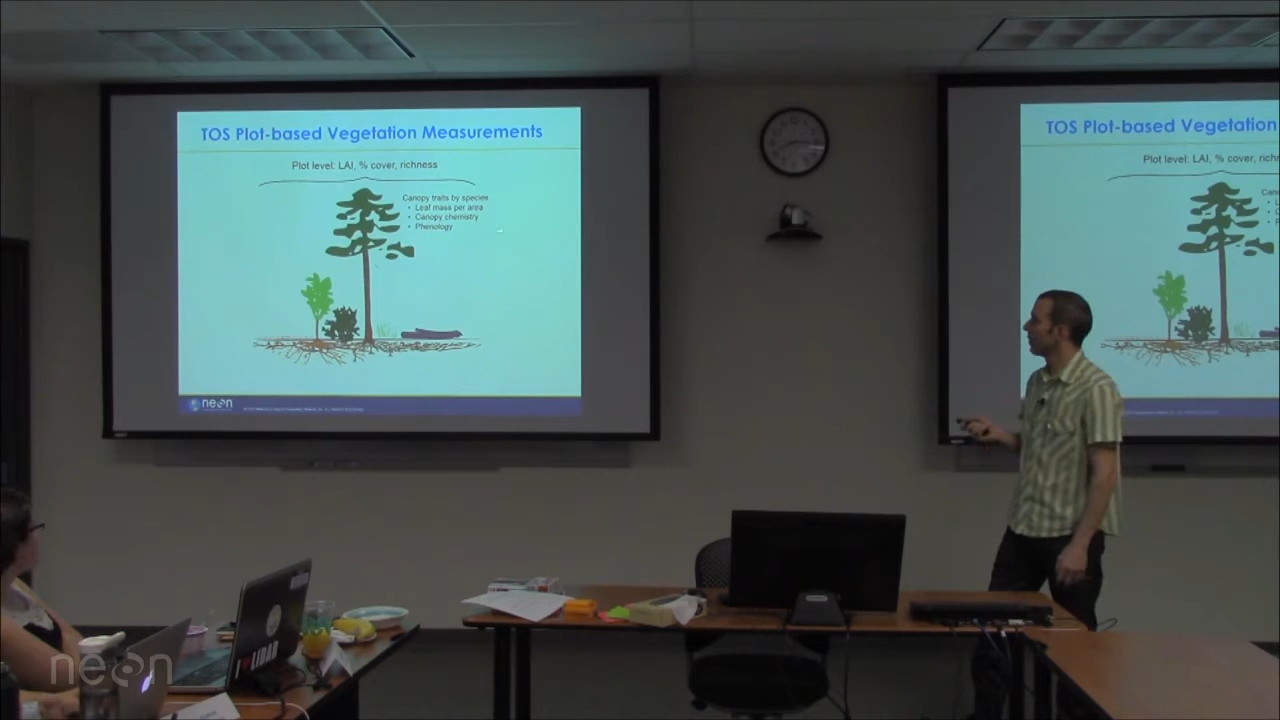 TOS Plot-based Vegetation Measurements
Plot level: LAI, % cover, richness
Canopy traits by species
• Leaf mass per area
• Canopy chemistry
• Phenology
neon
TOS Plot-based Vegetation
Plot level: LAI, % cover, rich
I ♥ LIDAR
neon